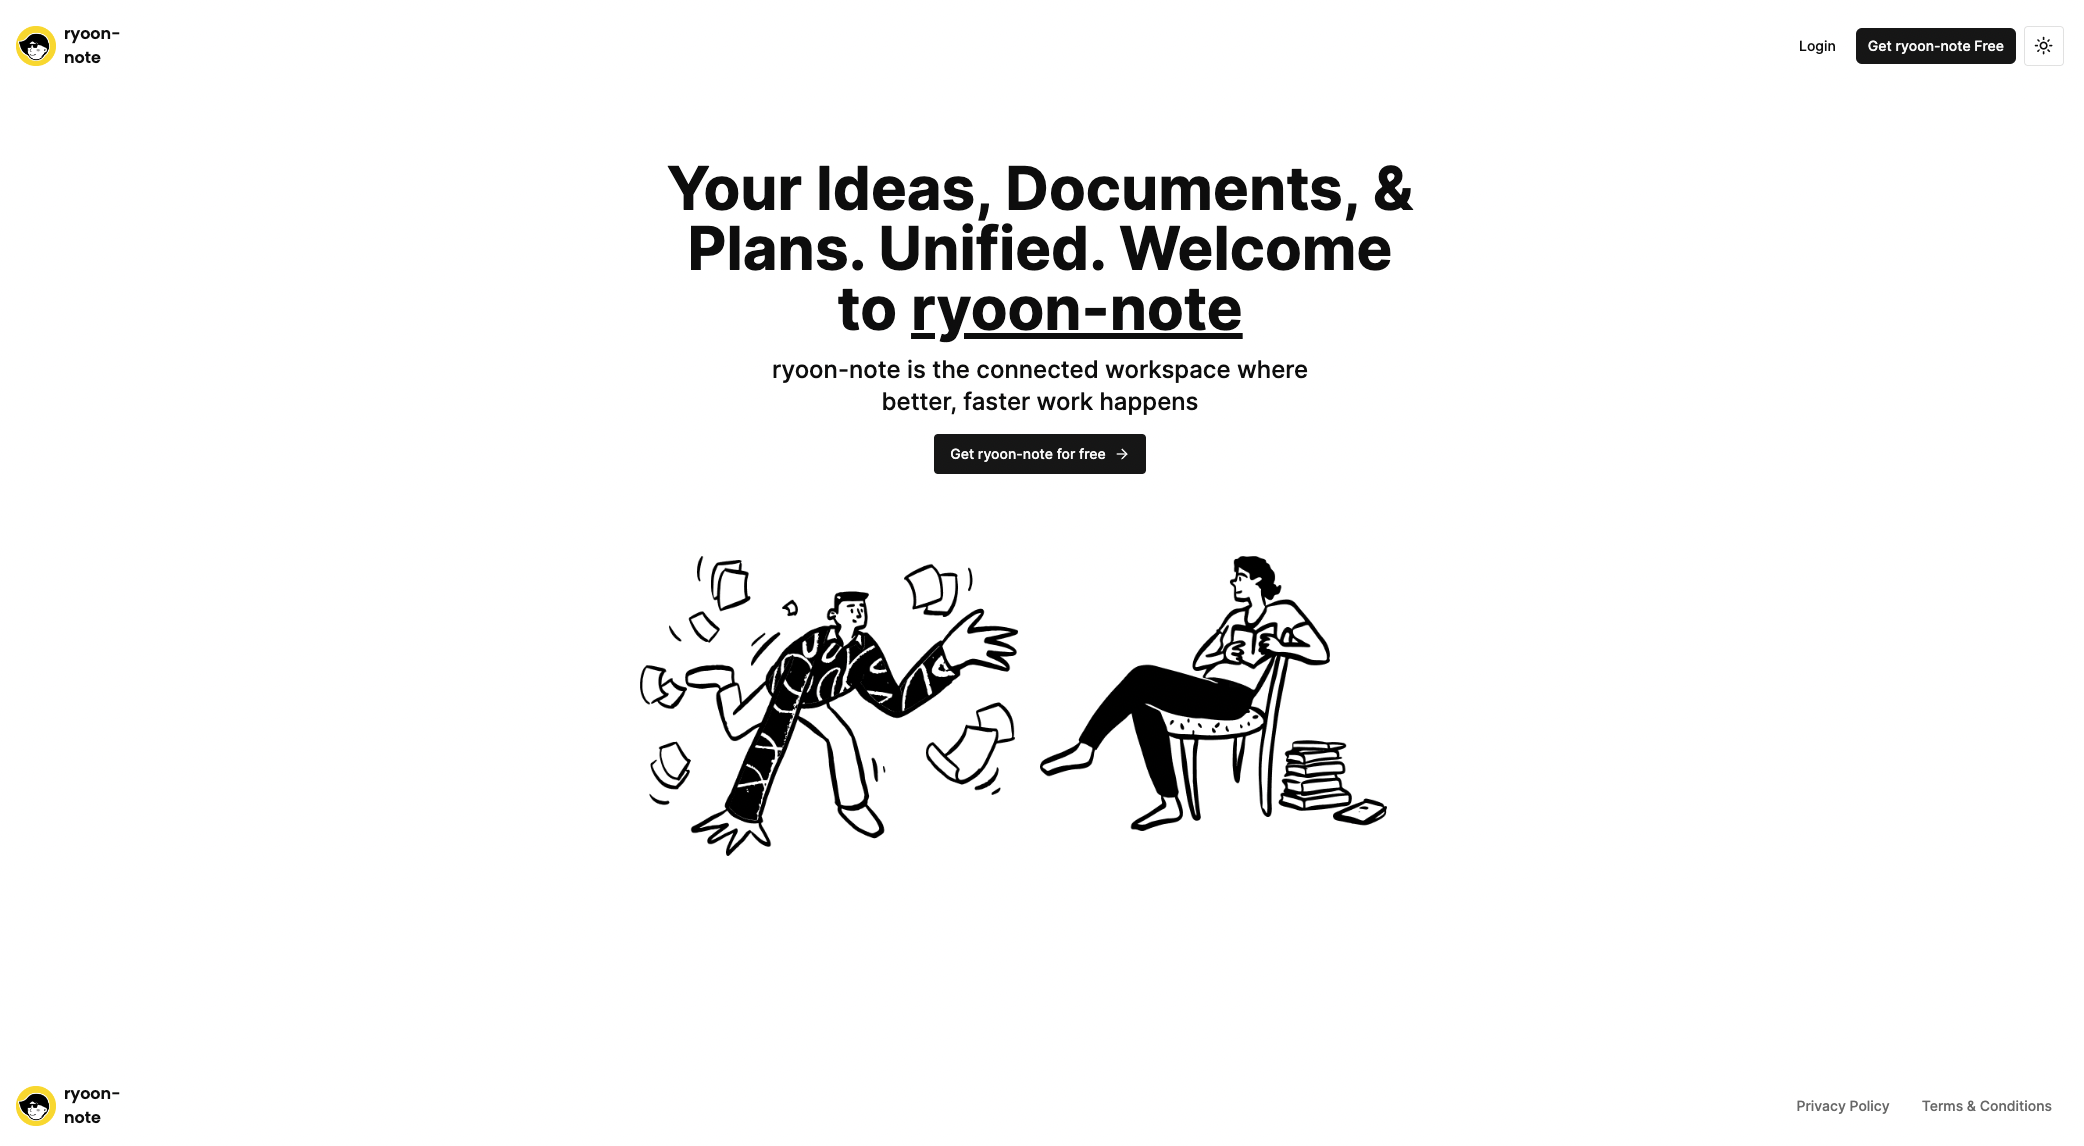 ryoon-
note
Login
Get ryoon-note Free
Your Ideas, Documents, &
Plans. Unified. Welcome
to ryoon-note
ryoon-note is the connected workspace where
better, faster work happens
Get ryoon-note for free
ryoon-
note
Privacy Policy
Terms & Conditions